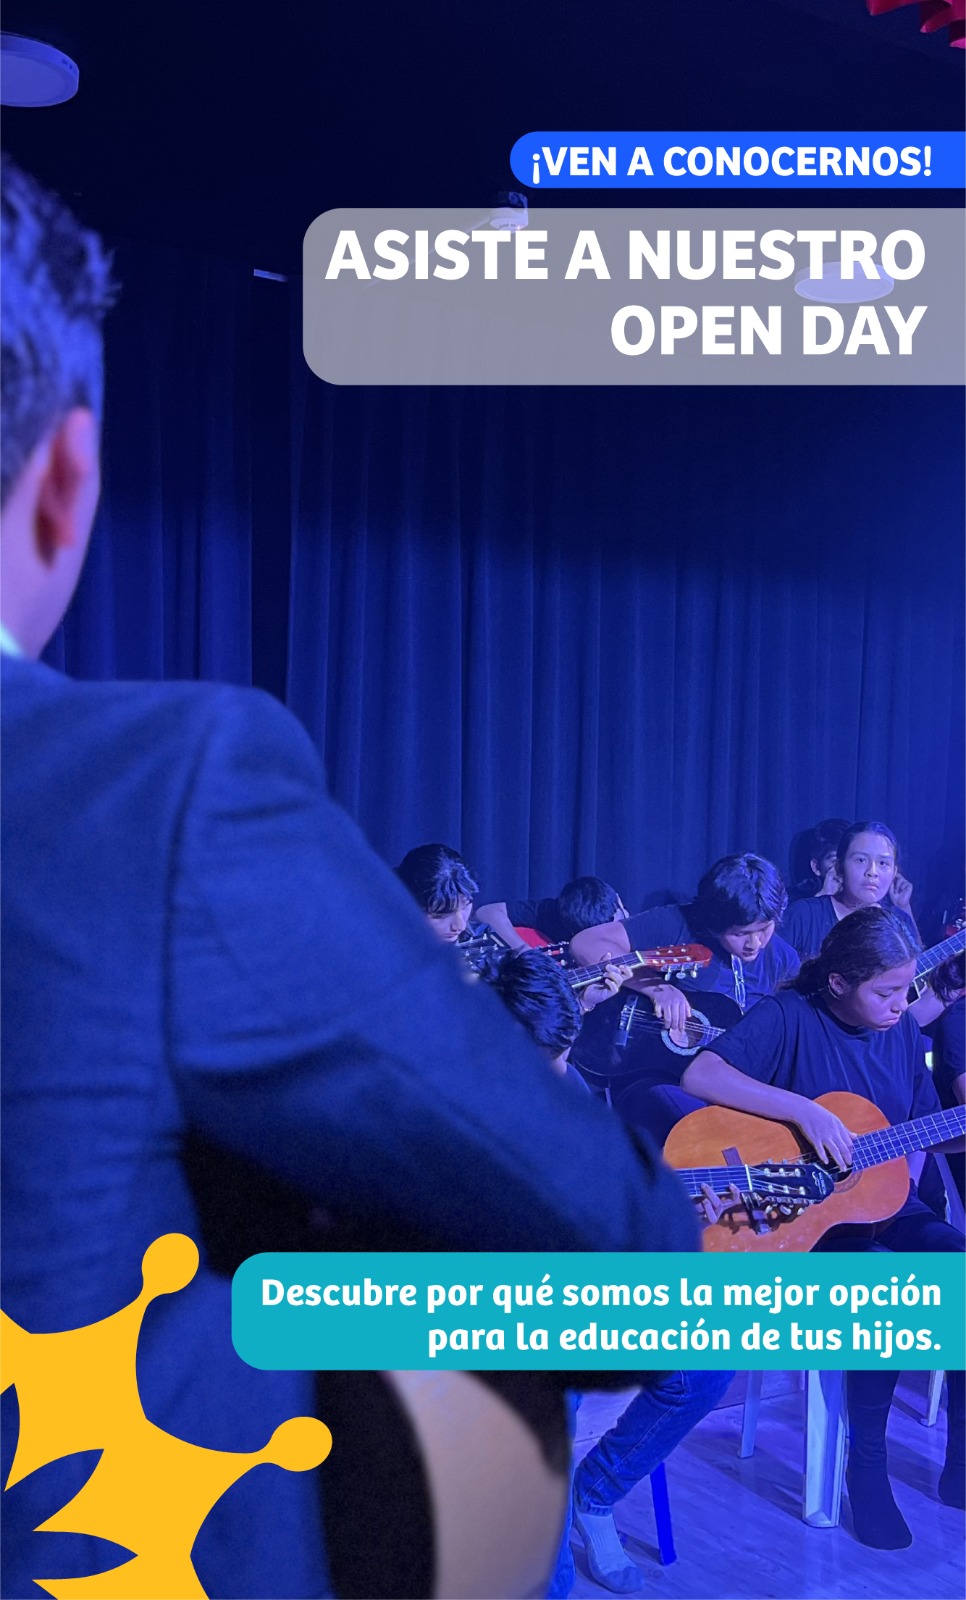 ¡VEN A CONOCERNOS!
ASISTE A NUESTRO
OPEN DAY
Descubre por qué somos la mejor opción
para la educación de tus hijos.